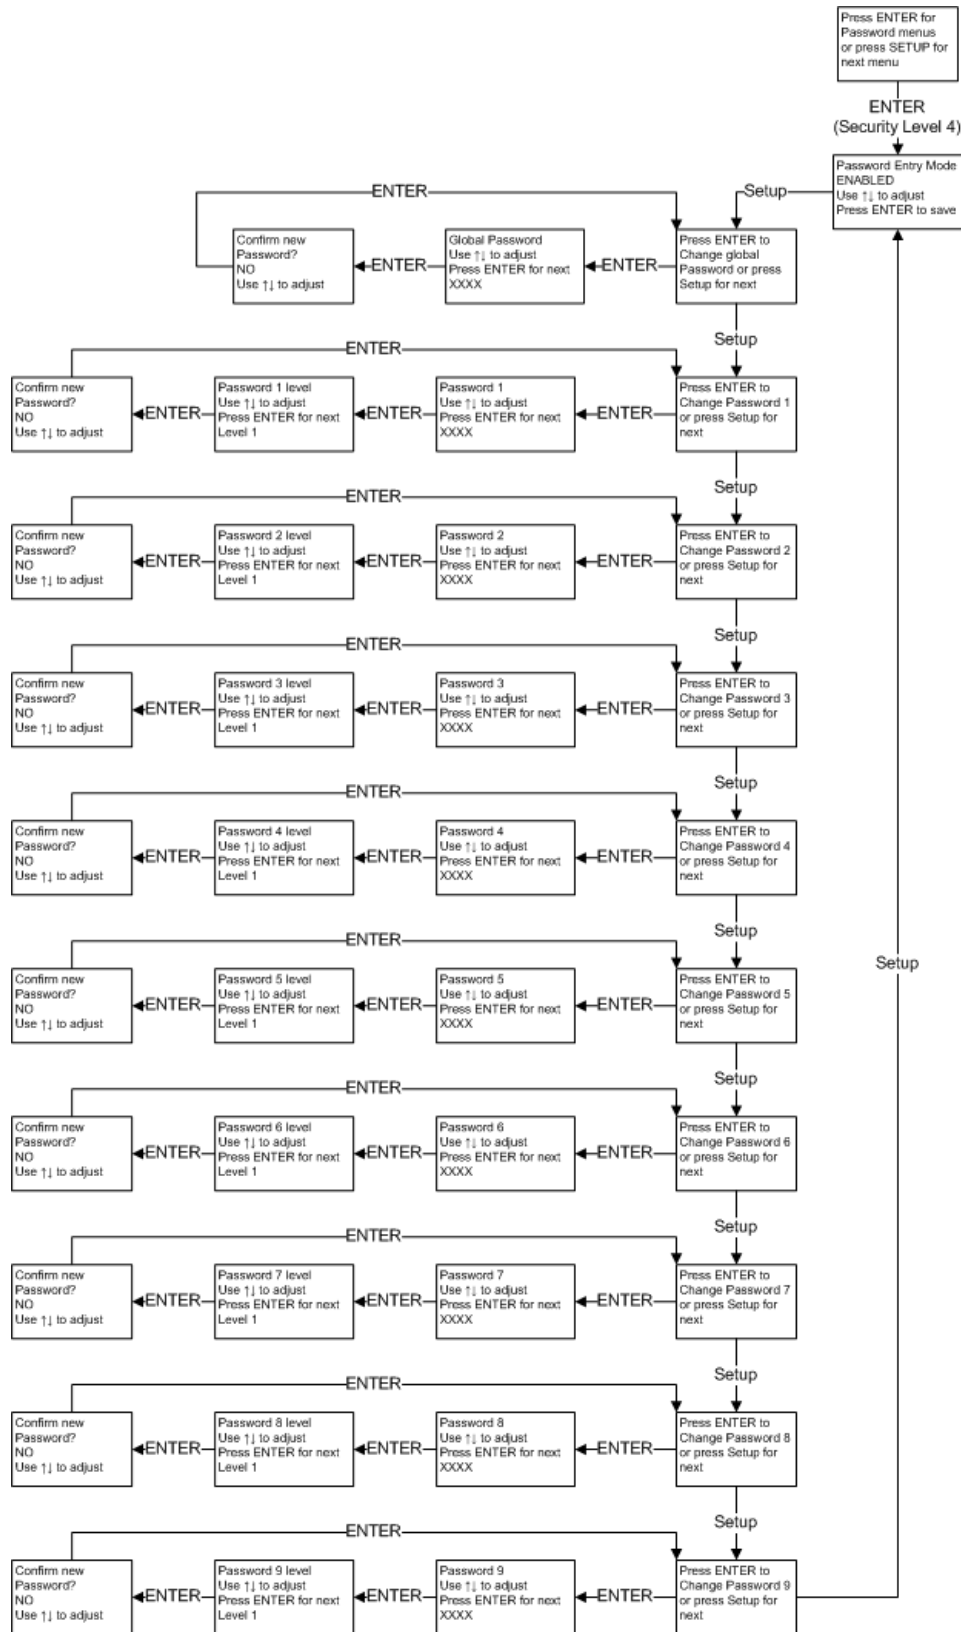 Press ENTER for
Password menus
or press SETUP for
next menu
ENTER
(Security Level 4)
Password Entry Mode
ENABLED
Use ↑↓ to adjust
Press ENTER to save
Setup
ENTER
Confirm new
Password?
NO
Use ↑↓ to adjust
ENTER
Global Password
Use ↑↓ to adjust
Press ENTER for next
XXXX
ENTER
Press ENTER to
Change global
Password or press
Setup for next
Setup
ENTER
Confirm new
Password?
NO
Use ↑↓ to adjust
ENTER
Password 1 level
Use ↑↓ to adjust
Press ENTER for next
Level 1
ENTER
Password 1
Use ↑↓ to adjust
Press ENTER for next
XXXX
ENTER
Press ENTER to
Change Password 1
or press Setup for
next
Setup
ENTER
Confirm new
Password?
NO
Use ↑↓ to adjust
ENTER
Password 2 level
Use ↑↓ to adjust
Press ENTER for next
Level 1
ENTER
Password 2
Use ↑↓ to adjust
Press ENTER for next
XXXX
ENTER
Press ENTER to
Change Password 2
or press Setup for
next
Setup
ENTER
Confirm new
Password?
NO
Use ↑↓ to adjust
ENTER
Password 3 level
Use ↑↓ to adjust
Press ENTER for next
Level 1
ENTER
Password 3
Use ↑↓ to adjust
Press ENTER for next
XXXX
ENTER
Press ENTER to
Change Password 3
or press Setup for
next
Setup
ENTER
Confirm new
Password?
NO
Use ↑↓ to adjust
ENTER
Password 4 level
Use ↑↓ to adjust
Press ENTER for next
Level 1
ENTER
Password 4
Use ↑↓ to adjust
Press ENTER for next
XXXX
ENTER
Press ENTER to
Change Password 4
or press Setup for
next
Setup
ENTER
Setup
Confirm new
Password?
NO
Use ↑↓ to adjust
ENTER
Password 5 level
Use ↑↓ to adjust
Press ENTER for next
Level 1
ENTER
Password 5
Use ↑↓ to adjust
Press ENTER for next
XXXX
ENTER
Press ENTER to
Change Password 5
or press Setup for
next
Setup
ENTER
Confirm new
Password?
NO
Use ↑↓ to adjust
ENTER
Password 6 level
Use ↑↓ to adjust
Press ENTER for next
Level 1
ENTER
Password 6
Use ↑↓ to adjust
Press ENTER for next
XXXX
ENTER
Press ENTER to
Change Password 6
or press Setup for
next
Setup
ENTER
Confirm new
Password?
NO
Use ↑↓ to adjust
ENTER
Password 7 level
Use ↑↓ to adjust
Press ENTER for next
Level 1
ENTER
Password 7
Use ↑↓ to adjust
Press ENTER for next
XXXX
ENTER
Press ENTER to
Change Password 7
or press Setup for
next
Setup
ENTER
Confirm new
Password?
NO
Use ↑↓ to adjust
ENTER
Password 8 level
Use ↑↓ to adjust
Press ENTER for next
Level 1
ENTER
Password 8
Use ↑↓ to adjust
Press ENTER for next
XXXX
ENTER
Press ENTER to
Change Password 8
or press Setup for
next
Setup
ENTER
Confirm new
Password?
NO
Use ↑↓ to adjust
ENTER
Password 9 level
Use ↑↓ to adjust
Press ENTER for next
Level 1
ENTER
Password 9
Use ↑↓ to adjust
Press ENTER for next
XXXX
ENTER
Press ENTER to
Change Password 9
or press Setup for
next